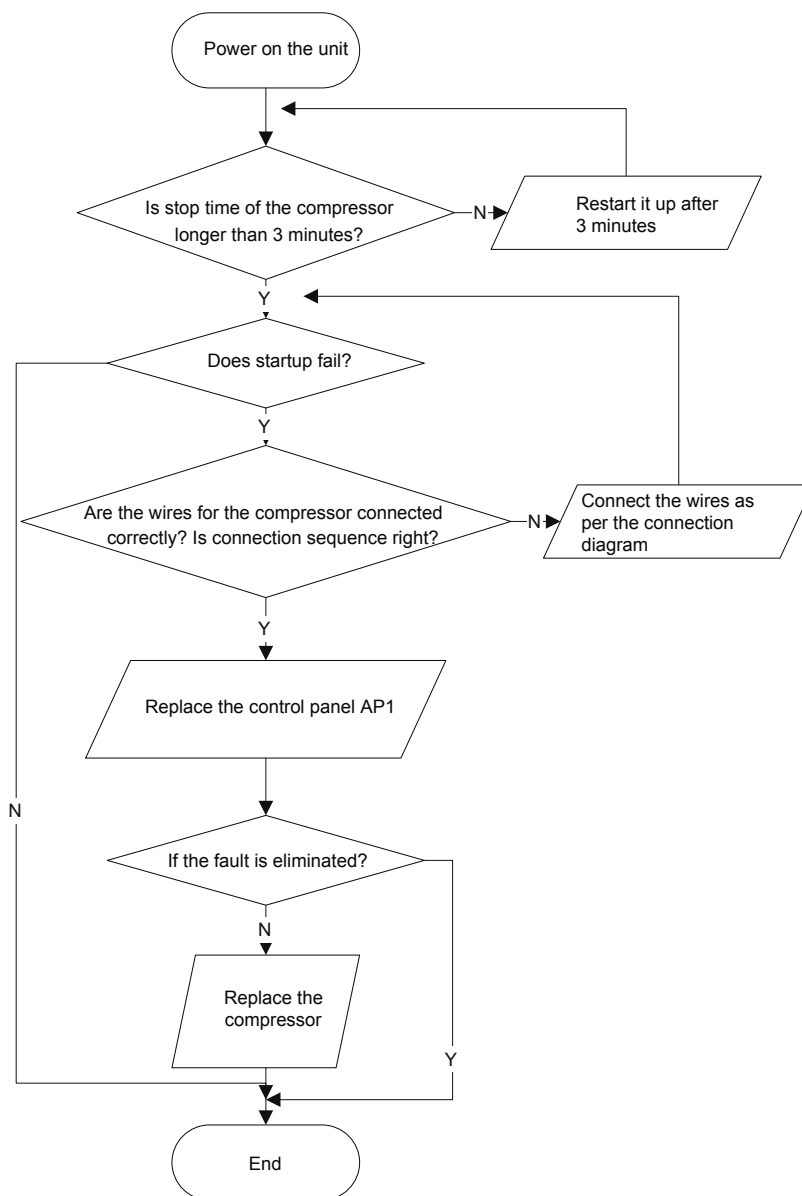 Power on the unit
Is stop time of the compressor
longer than 3 minutes?
N
Restart it up after
3 minutes
Y
Does startup fail?
Y
Are the wires for the compressor connected
correctly? Is connection sequence right?
N
Connect the wires as
per the connection
diagram
Y
Replace the control panel AP1
N
If the fault is eliminated?
N
Replace the
compressor
Y
End